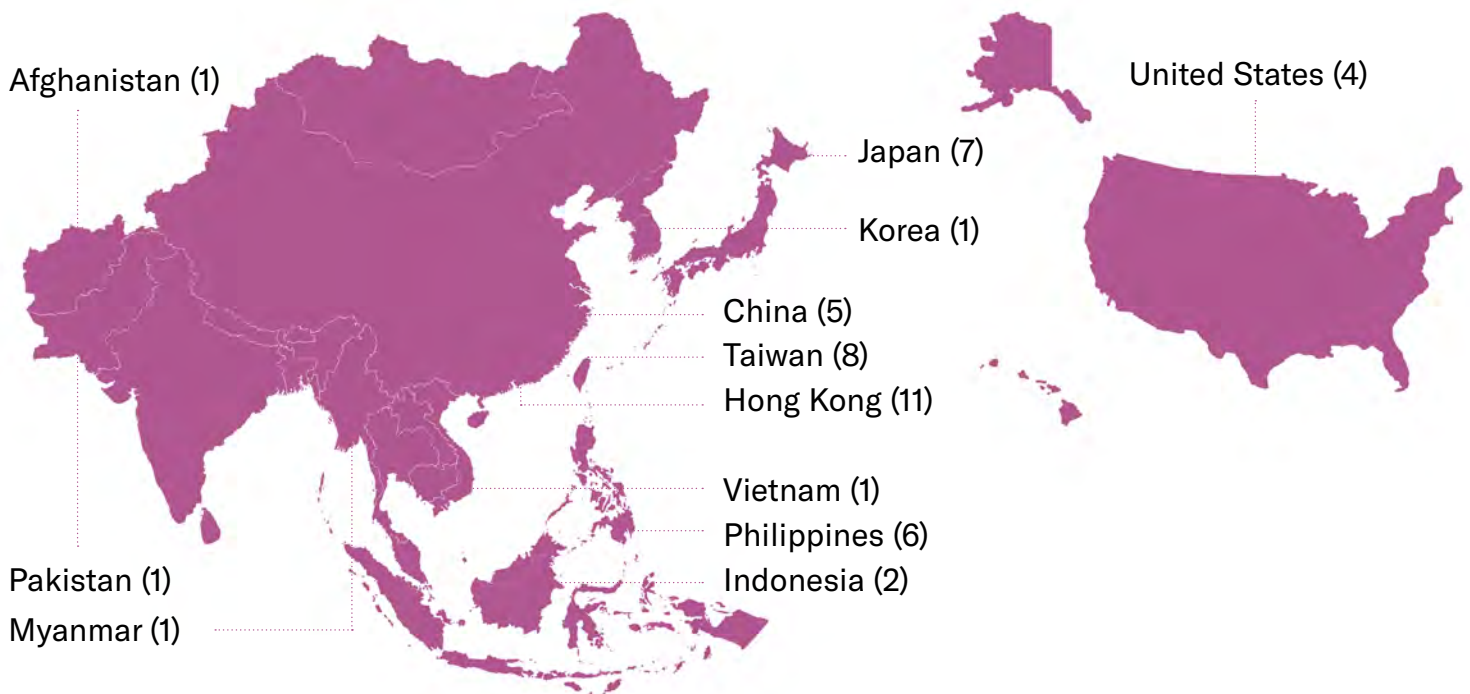 Afghanistan (1)
United States (4)
Japan (7)
Korea (1)
China (5)
Taiwan (8)
Hong Kong (11)
Vietnam (1)
Philippines (6)
Indonesia (2)
Pakistan (1)
Myanmar (1)